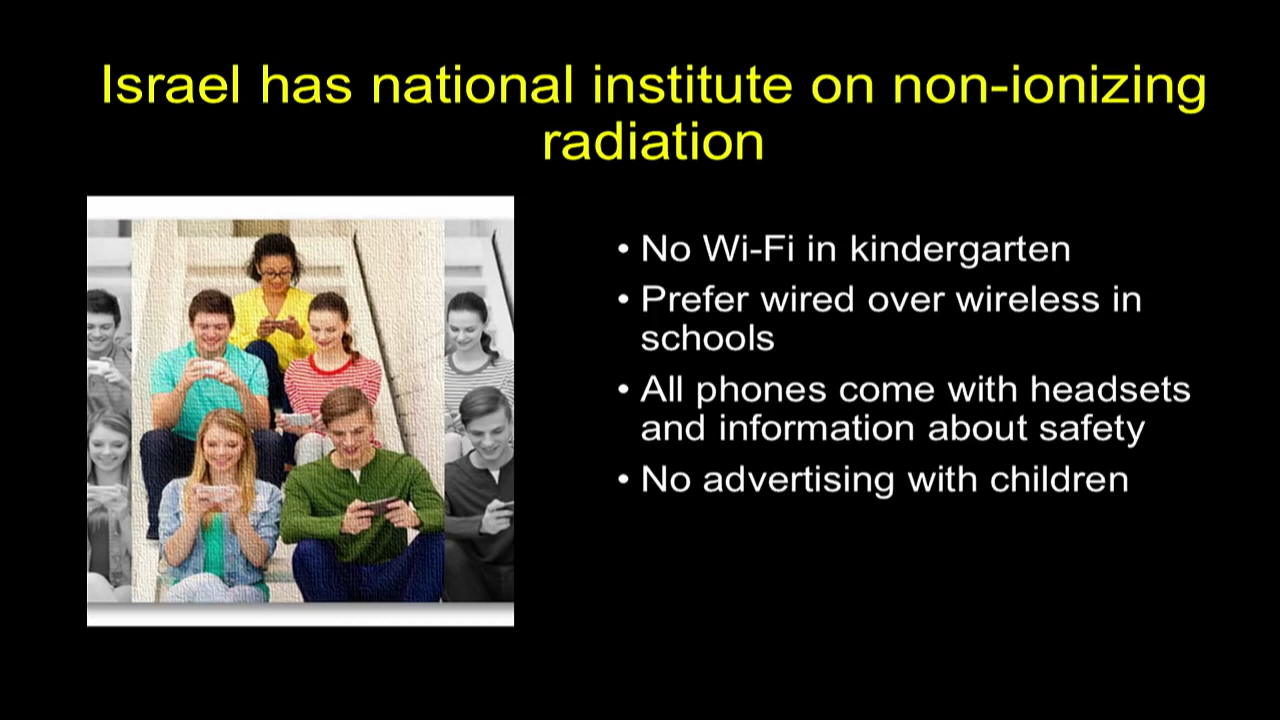 Israel has national institute on non-ionizing
radiation
• No Wi-Fi in kindergarten
• Prefer wired over wireless in
schools
• All phones come with headsets
and information about safety
• No advertising with children